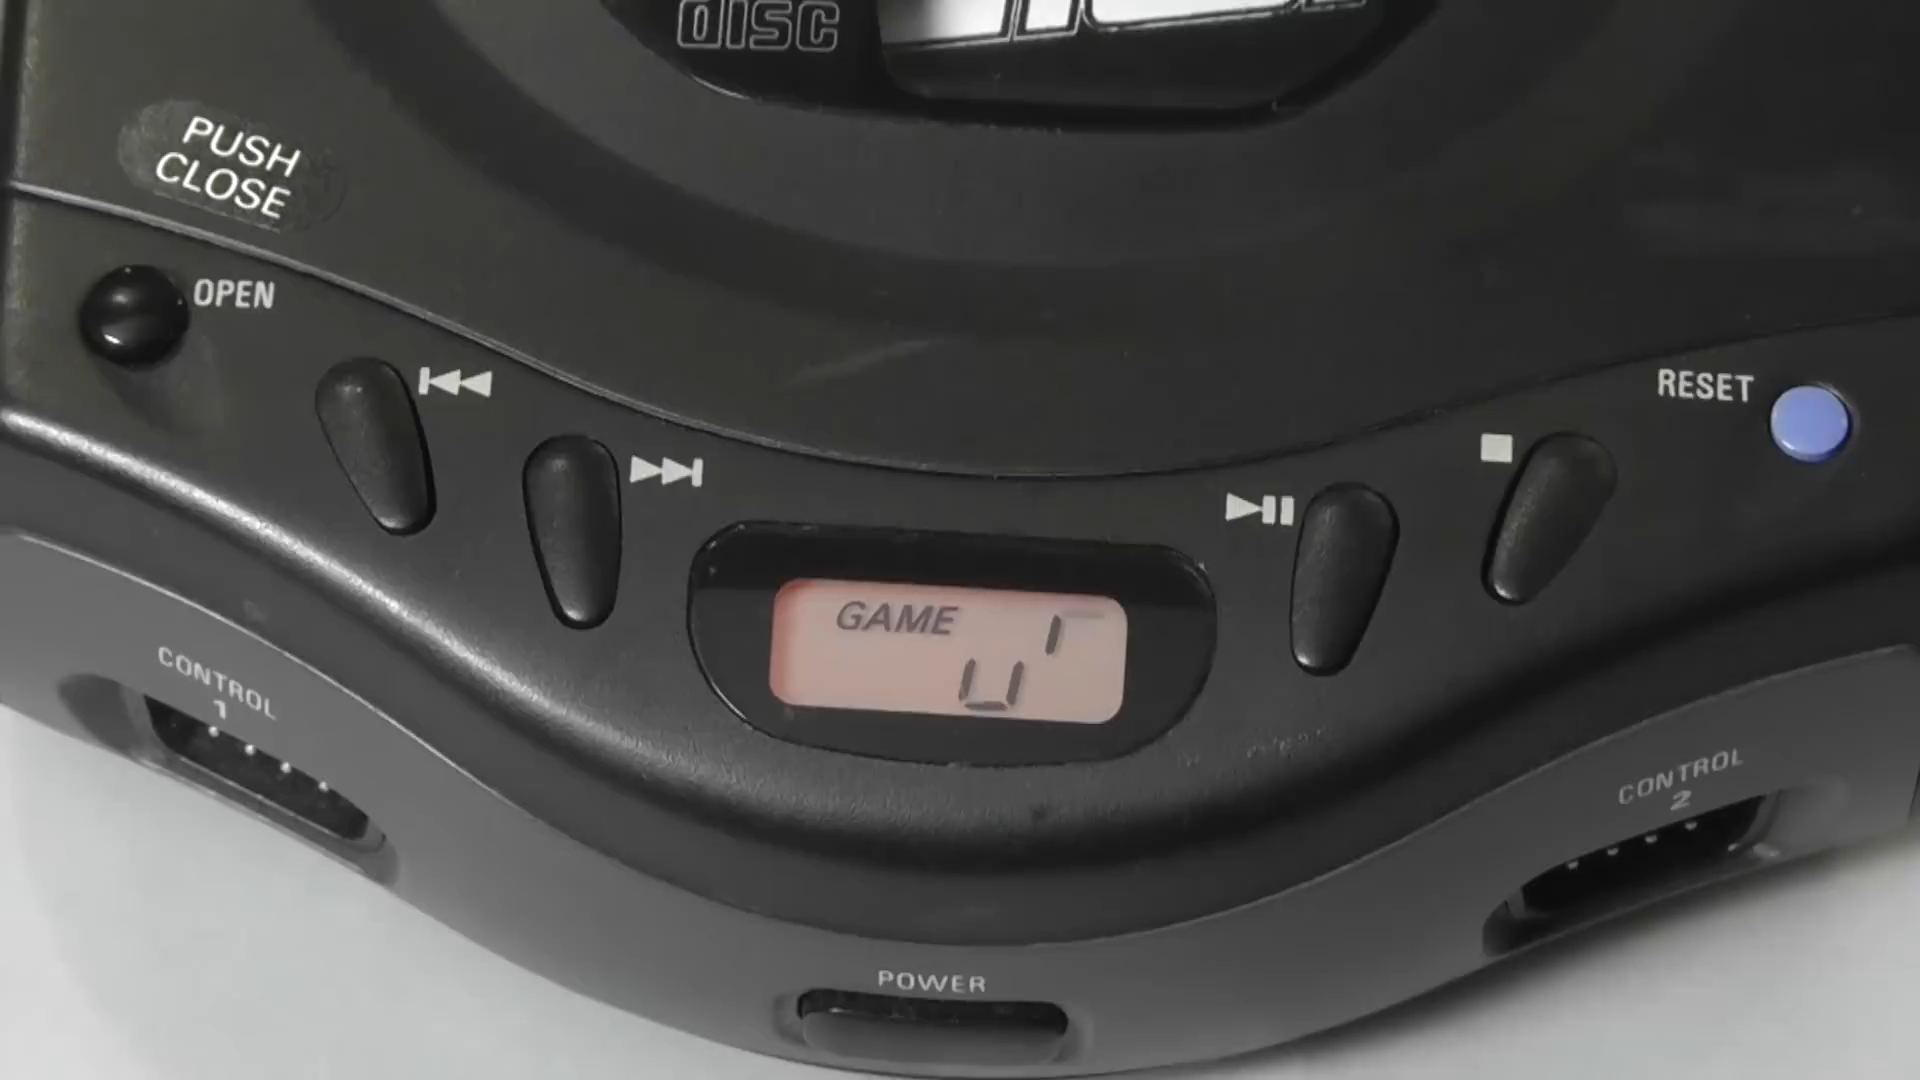 disc
PUSH
CLOSE
OPEN
RESET
GAME
CONTROL
1
CONTROL
2
POWER